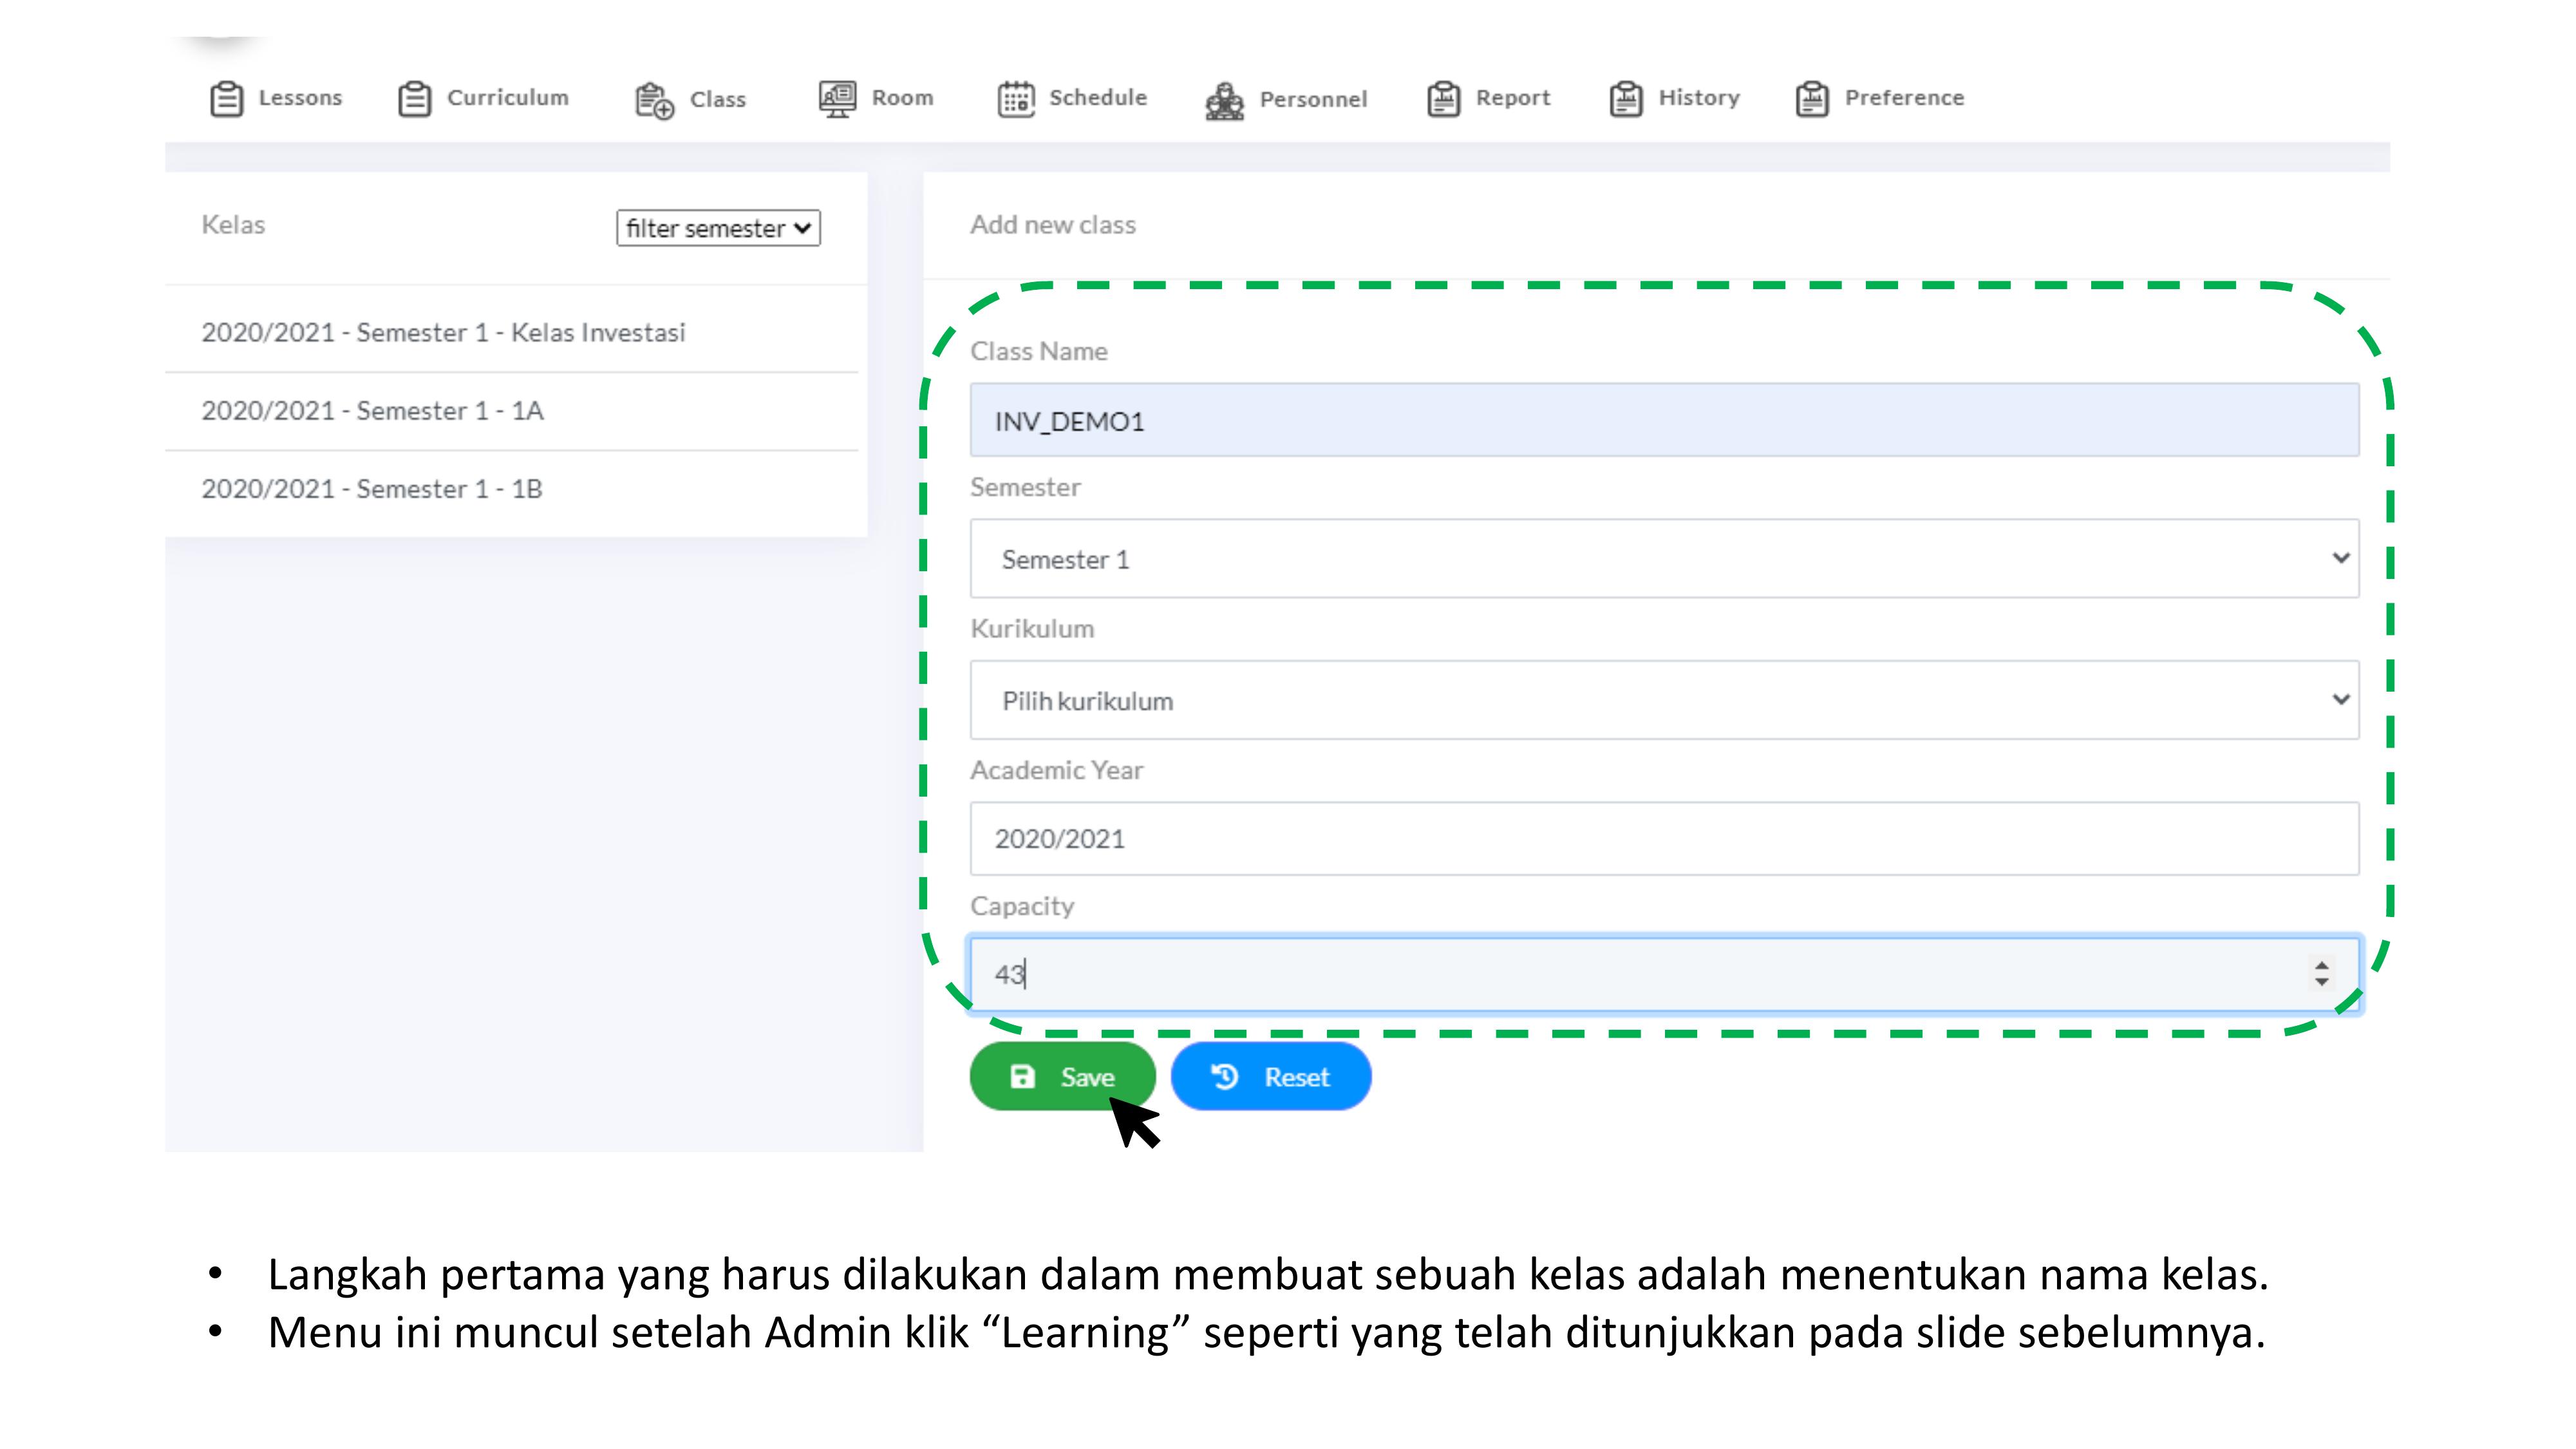 Lessons Curriculum Class Room Schedule Personnel Report History Preference
Kelas filter semester
2020/2021 - Semester 1 - Kelas Investasi
2020/2021 - Semester 1 - 1A
2020/2021 - Semester 1 - 1B
Add new class
Class Name
INV_DEMO1
Semester
Semester 1
Kurikulum
Pilih kurikulum
Academic Year
2020/2021
Capacity
43
Save Reset
• Langkah pertama yang harus dilakukan dalam membuat sebuah kelas adalah menentukan nama kelas.
• Menu ini muncul setelah Admin klik “Learning” seperti yang telah ditunjukkan pada slide sebelumnya.